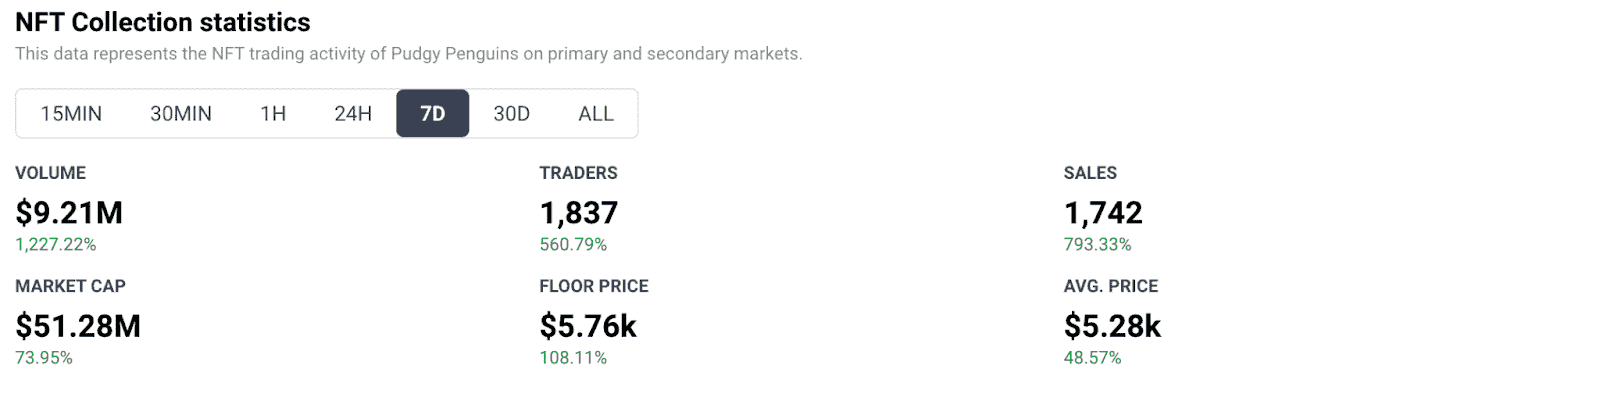 NFT Collection statistics
This data represents the NFT trading activity of Pudgy Penguins on primary and secondary markets.
15MIN 30MIN 1H 24H 7D 30D ALL
VOLUME TRADERS SALES
$9.21M 1,837 1,742
1,227.22% 560.79% 793.33%
MARKET CAP FLOOR PRICE AVG. PRICE
$51.28M $5.76k $5.28k
73.95% 108.11% 48.57%